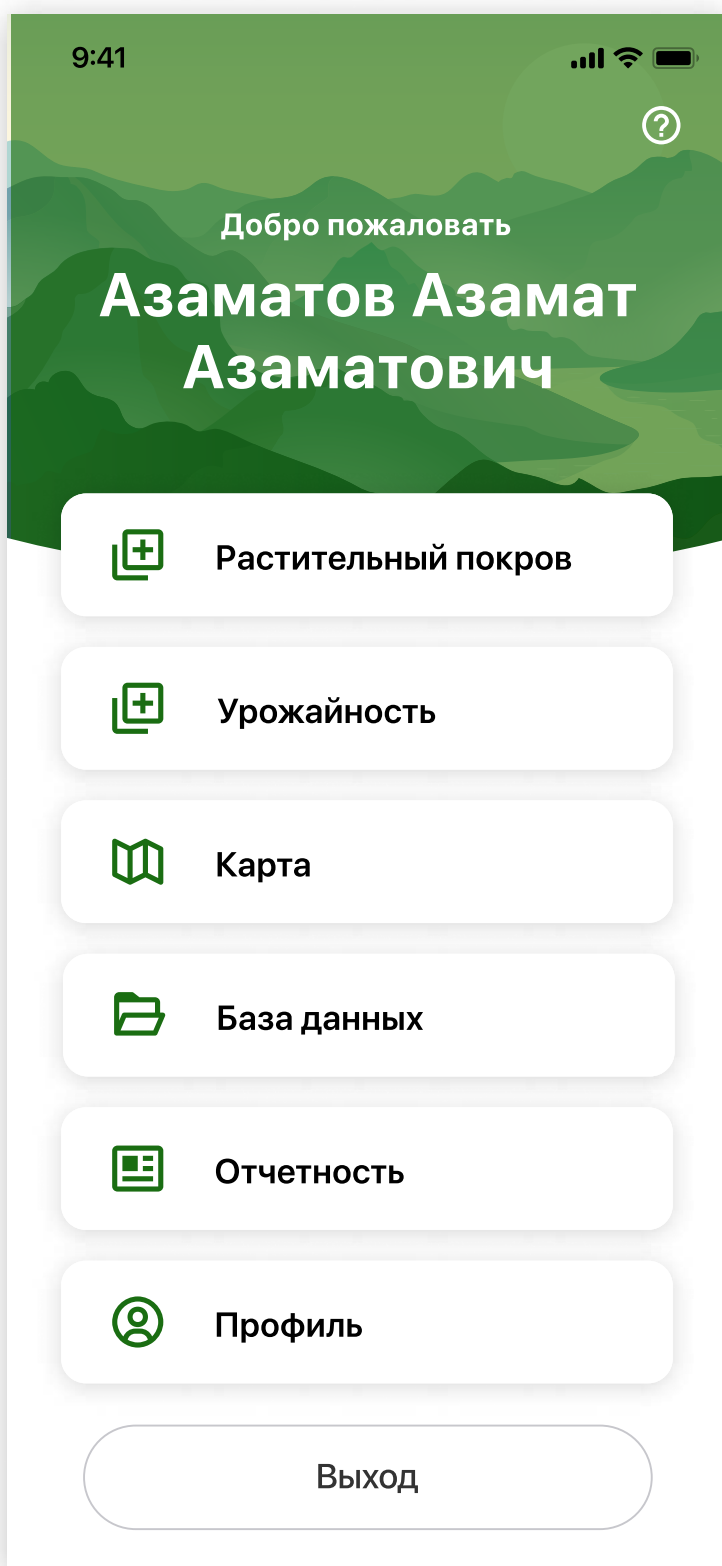 9:41
Добро пожаловать
Азаматов Азамат
Азаматович
Растительный покров
Урожайность
Карта
База данных
Отчетность
Профиль
Выход